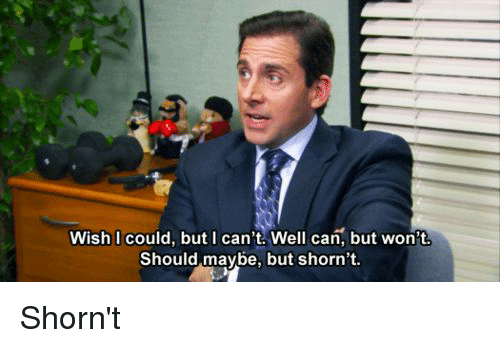 Wish I could, but I can't. Well can, but won't.
Should maybe, but shorn't.
Shorn't